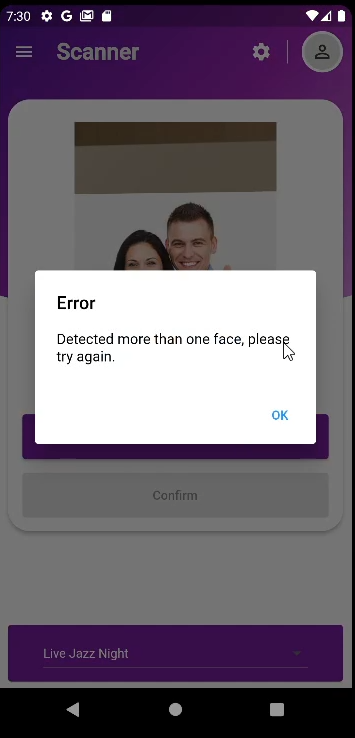 7:30
Scanner
Error
Detected more than one face, please
try again.
OK
Confirm
Live Jazz Night